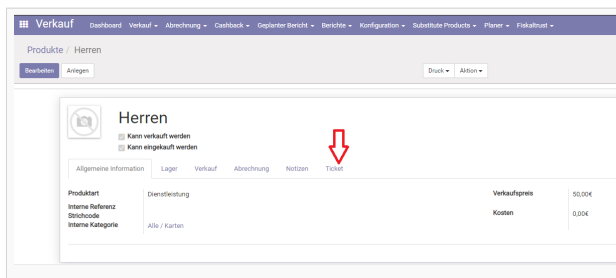 Verkauf Dashboard Verkauf Abrechnung Cashback Geplanter Bericht Berichte Konfiguration Substitute Products Planer Fiskaltrust
Produkte / Herren
Bearbeiten Anlegen Druck Aktion
Herren
Kann verkauft werden
Kann eingekauft werden
Allgemeine Information Lager Verkauf Abrechnung Notizen Ticket
Produktart Dienstleistung Verkaufspreis 50,00€
Interne Referenz
Strichcode Kosten 0,00€
Interne Kategorie Alle / Karten